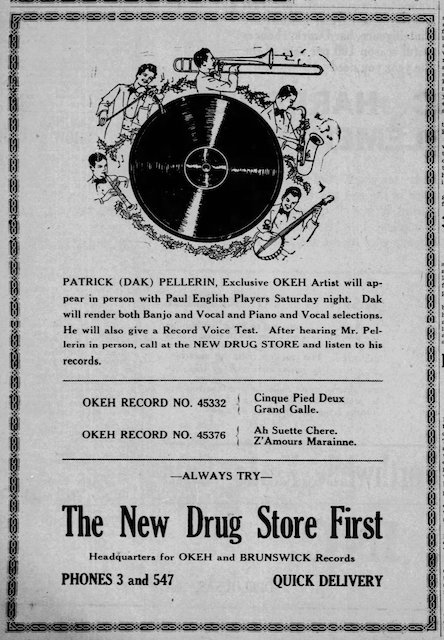 PATRICK (DAK) PELLERIN, Exclusive OKEH Artist will ap-
pear in person with Paul English Players Saturday night. Dak
will render both Banjo and Vocal and Piano and Vocal selections.
He will also give a Record Voice Test. After hearing Mr. Pel-
lerin in person, call at the NEW DRUG STORE and listen to his
records.
OKEH RECORD NO. 45332 { Cinque Pied Deux
Grand Galle.
OKEH RECORD NO. 45376 { Ah Suette Chere.
Z'Amours Marainne.
—ALWAYS TRY—
The New Drug Store First
Headquarters for OKEH and BRUNSWICK Records
PHONES 3 and 547 QUICK DELIVERY